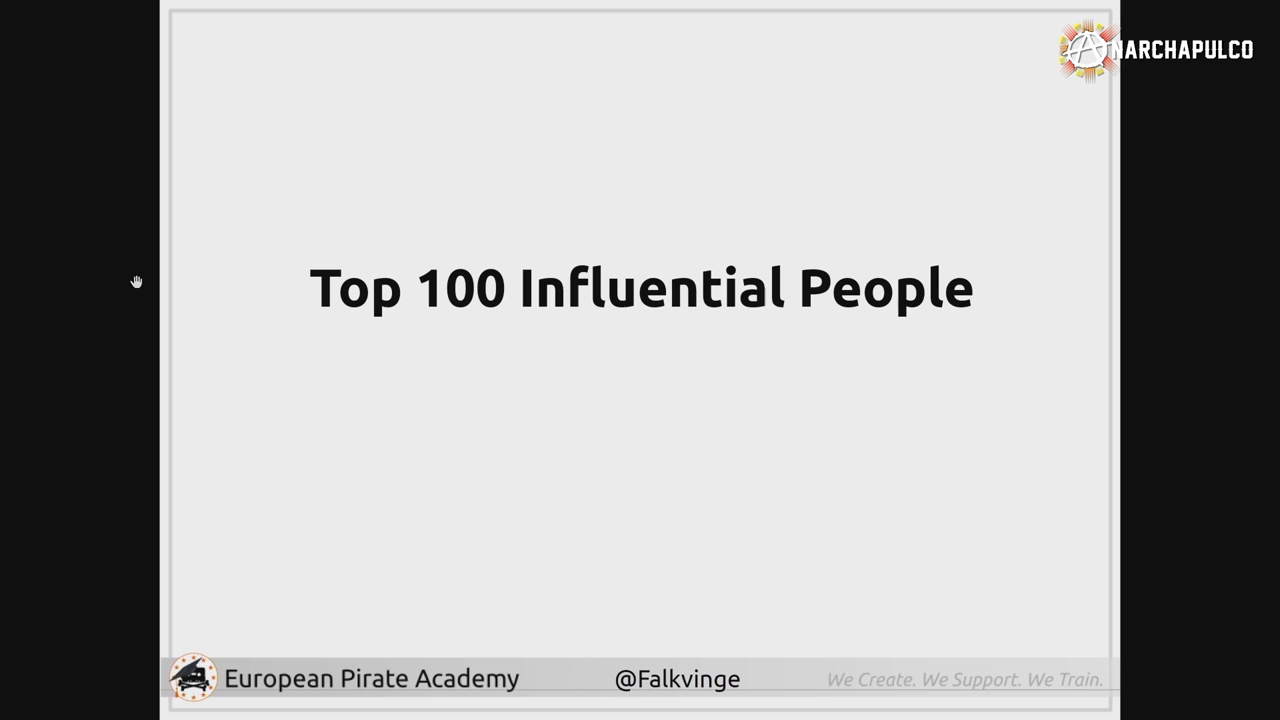 NARCHAPULCO
Top 100 Influential People
European Pirate Academy
@Falkvinge
We Create. We Support. We Train.